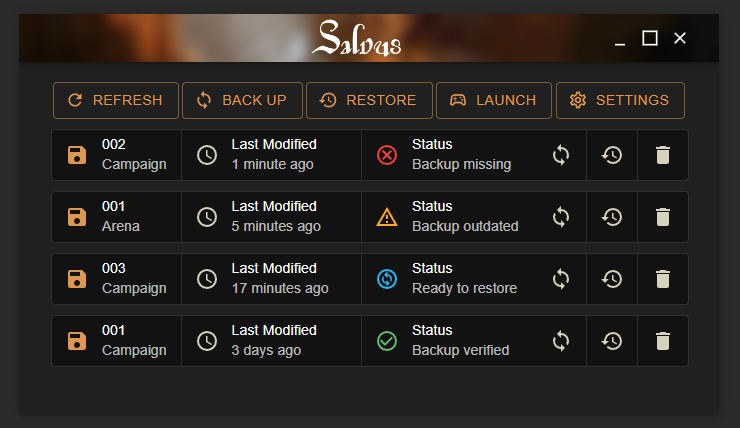 Salvus
REFRESH BACK UP RESTORE LAUNCH SETTINGS
002 Last Modified Status
Campaign 1 minute ago Backup missing
001 Last Modified Status
Arena 5 minutes ago Backup outdated
003 Last Modified Status
Campaign 17 minutes ago Ready to restore
001 Last Modified Status
Campaign 3 days ago Backup verified